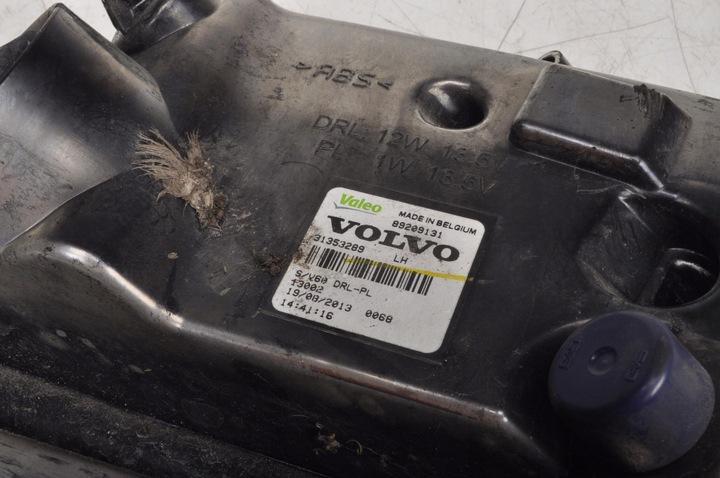 >ABS<
DRL 12W 13.5V
PL 1W 13.5V
Valeo
MADE IN BELGIUM
89209131
VOLVO
31353289
LH
S/V60 DRL-PL
13002
19/08/2013 0068
14:41:16